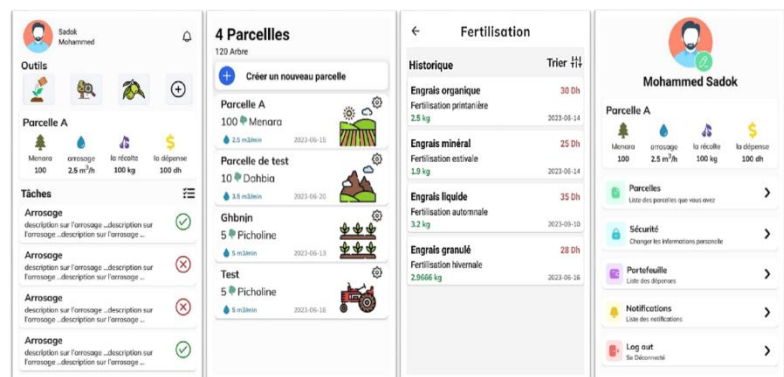 Sadok
Mohammed
Outils
Parcelle A
Menara
arrosage
la récolte
la dépense
100
2.5 m³/h
100 kg
100 dh
Tâches
Arrosage
description sur l'arrosage ...description sur
l'arrosage ...description sur l'arrosage ...
Arrosage
description sur l'arrosage ...description sur
l'arrosage ...description sur l'arrosage ...
Arrosage
description sur l'arrosage ...description sur
l'arrosage ...description sur l'arrosage ...
Arrosage
description sur l'arrosage ...description sur
l'arrosage ...description sur l'arrosage ...
4 Parcellles
120 Arbre
Créer un nouveau parcelle
Parcelle A
100 Menara
2.5 m3/min 2023-06-15
Parcelle de test
10 Dahbia
3.5 m3/min 2023-06-20
Ghbnjn
5 Picholine
5 m3/min 2023-06-13
Test
5 Picholine
5 m3/min 2023-06-16
Fertilisation
Historique Trier
Engrais organique 30 Dh
Fertilisation printanière
2.5 kg 2023-06-14
Engrais minéral 25 Dh
Fertilisation estivale
1.9 kg 2023-06-14
Engrais liquide 35 Dh
Fertilisation automnale
3.2 kg 2023-09-10
Engrais granulé 28 Dh
Fertilisation hivernale
2.9666 kg 2023-06-16
Mohammed Sadok
Parcelle A
Menara
arrosage
la récolte
la dépense
100
2.5 m³/h
100 kg
100 dh
Parcelles
Liste des parcelles que vous avez
Sécurité
Changer les informations personelle
Portefeuille
Liste des dépenses
Notifications
Liste des notifications
Log out
Se Déconnecté